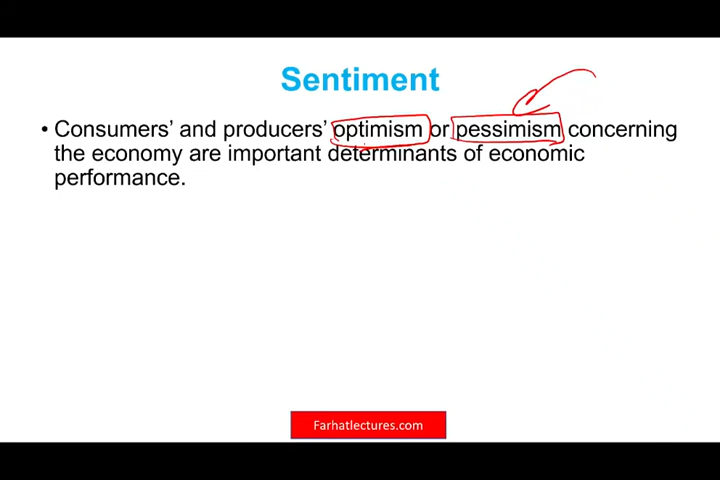 Sentiment
• Consumers’ and producers’ optimism or pessimism concerning
the economy are important determinants of economic
performance.
Farhatlectures.com